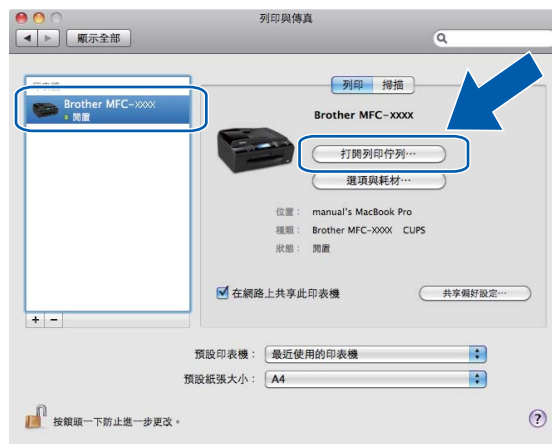 列印與傳真
顯示全部
Brother MFC-XXXX
閒置
列印 掃描
Brother MFC-XXXX
打開列印佇列…
選項與耗材…
位置： manual's MacBook Pro
種類： Brother MFC-XXXX CUPS
狀態： 閒置
在網路上共享此印表機
共享偏好設定…
+ −
預設印表機： 最近使用的印表機
預設紙張大小： A4
按鎖頭一下防止進一步更改。
?